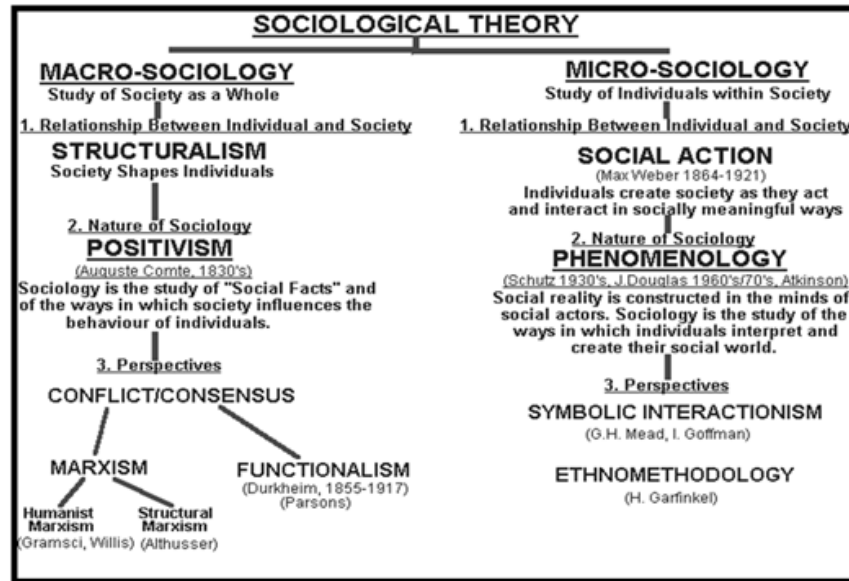 SOCIOLOGICAL THEORY
MACRO-SOCIOLOGY
Study of Society as a Whole
1. Relationship Between Individual and Society
STRUCTURALISM
Society Shapes Individuals
2. Nature of Sociology
POSITIVISM
(Auguste Comte, 1830's)
Sociology is the study of "Social Facts" and
of the ways in which society influences the
behaviour of individuals.
3. Perspectives
CONFLICT/CONSENSUS
MARXISM
FUNCTIONALISM
(Durkheim, 1855-1917)
(Parsons)
Humanist
Marxism
(Gramsci, Willis)
Structural
Marxism
(Althusser)
MICRO-SOCIOLOGY
Study of Individuals within Society
1. Relationship Between Individual and Society
SOCIAL ACTION
(Max Weber 1864-1921)
Individuals create society as they act
and interact in socially meaningful ways
2. Nature of Sociology
PHENOMENOLOGY
(Schutz 1930's, J.Douglas 1960's/70's, Atkinson)
Social reality is constructed in the minds of
social actors. Sociology is the study of the
ways in which individuals interpret and
create their social world.
3. Perspectives
SYMBOLIC INTERACTIONISM
(G.H. Mead, I. Goffman)
ETHNOMETHODOLOGY
(H. Garfinkel)